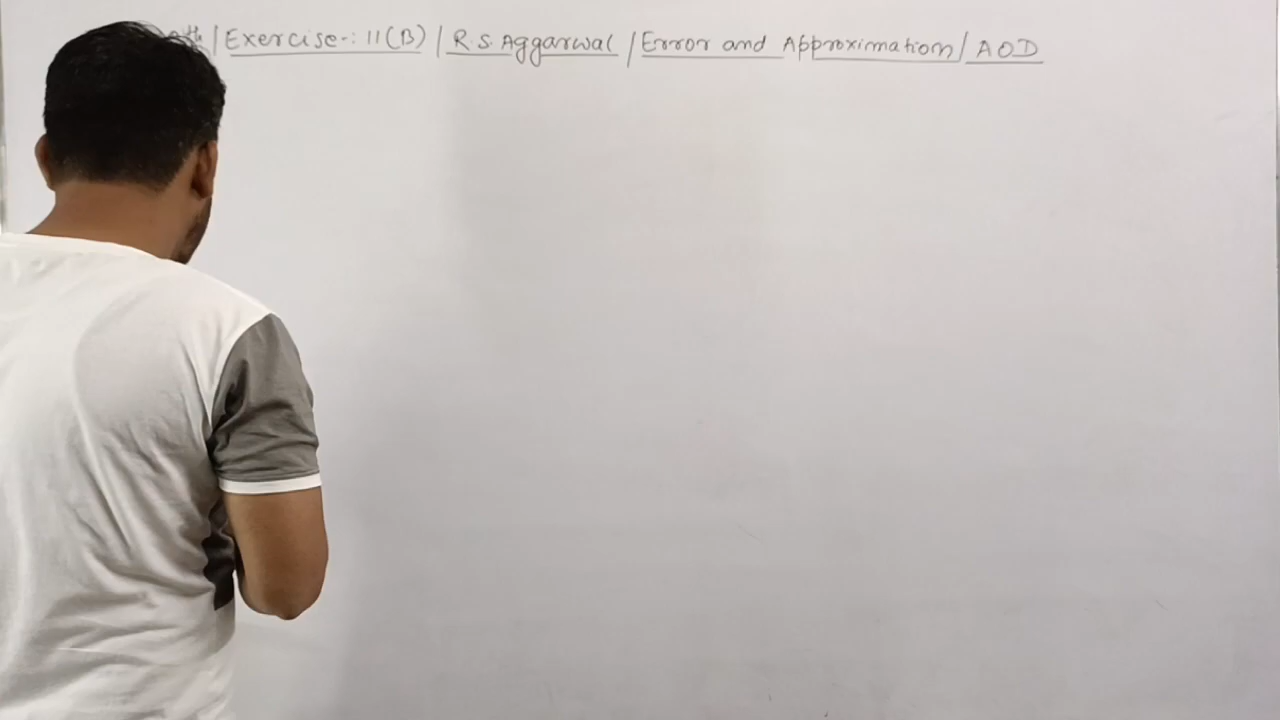 | Exercise-: 11(B) / R.S. Aggarwal / Error and Approximation / AOD